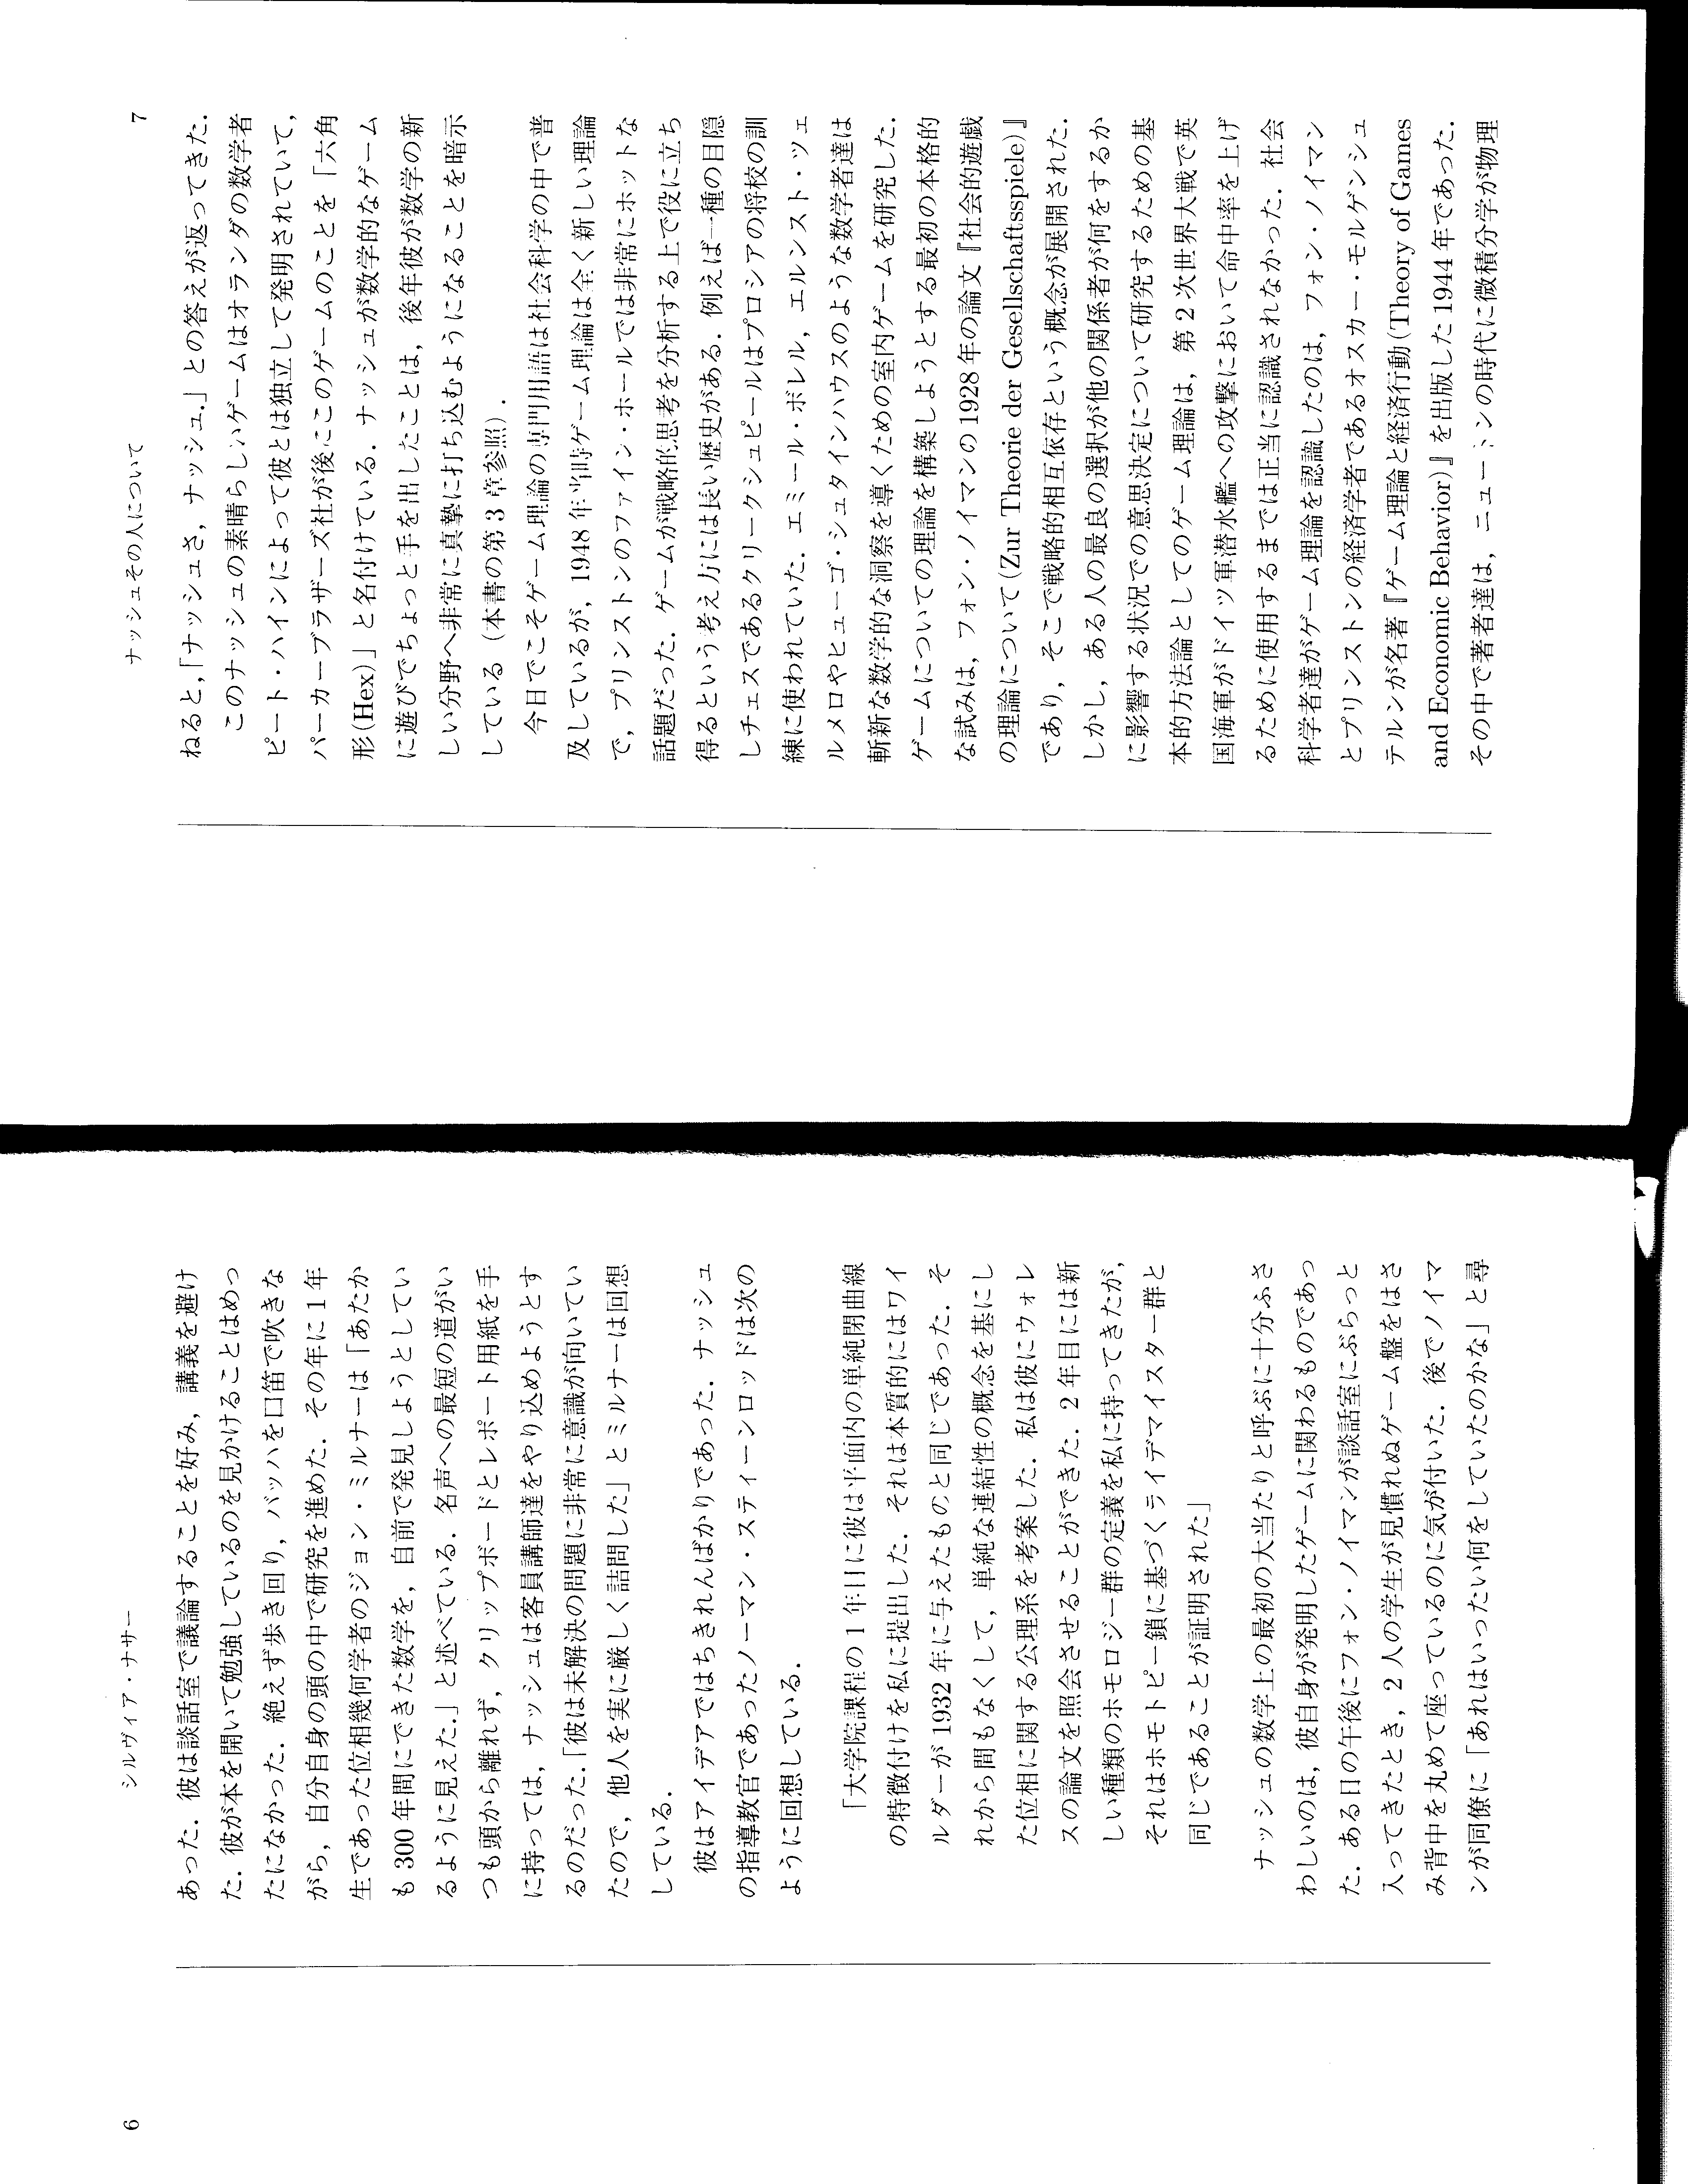 6
シルヴィア・ナサー
あった．彼は談話室で議論することを好み，講義を避け
た．彼が本を開いて勉強しているのを見かけることはめっ
たになかった．絶えず歩き回り，バッハを口笛で吹きな
がら，自分自身の頭の中で研究を進めた．その年に1年
生であった位相幾何学者のジョン・ミルナーは「あたか
も300年間にできた数学を，自前で発見しようとしてい
るように見えた．」と述べている．名声への最短の道がい
つも頭から離れず，クリップボードとレポート用紙を手
に持っては，ナッシュは客員講師達をやり込めようとす
るのだった．「彼は未解決の問題に非常に意識が向いてい
たので，他人を実に厳しく詰問した」とミルナーは回想
している．
彼はアイデアではちきれんばかりであった．ナッシュ
の指導教官であったノーマン・スティーンロッドは次の
ように回想している．
「大学院課程の1年目に彼は平面内の単純閉曲線
の特徴付けを私に提出した．それは本質的にはワイ
ルダーが1932年に与えたものと同じであった．そ
れから間もなくして，単純な連結性の概念を基にし
た位相に関する公理系を考案した．私は彼にウォレ
スの論文を照会させることができた．2年目には新
しい種類のホモロジー群の定義を私に持ってきたが，
それはホモトピー鎖に基づくライデマイスター群と
同じであることが証明された」
ナッシュの数学上の最初の大当たりと呼ぶに十分ふさ
わしいのは，彼自身が発明したゲームに関わるものであっ
た．ある日の午後にフォン・ノイマンが談話室にぶらっと
入ってきたとき，2人の学生が見慣れぬゲーム盤をはさ
み背中を丸めて座っているのに気が付いた．後でノイマ
ンが同僚に「あれはいったい何をしていたのかな」と尋
ナッシュその人について
7
ねると，「ナッシュさ，ナッシュ．」との答えが返ってきた．
このナッシュの素晴らしいゲームはオランダの数学者
ピート・ハインによって彼とは独立して発明されていて，
パーカーブラザーズ社が後にこのゲームのことを「六角
形(Hex)」と名付けている．ナッシュが数学的なゲーム
に遊びでちょっと手を出したことは，後年彼が数学の新
しい分野へ非常に真摯に打ち込むようになることを暗示
している（本書の第3章参照）．
今日でこそゲーム理論の専門用語は社会科学の中で普
及しているが，1948年当時ゲーム理論は全く新しい理論
で，プリンストンのファイン・ホールでは非常にホットな
話題だった．ゲームが戦略的思考を分析する上で役に立ち
得るという考え方には長い歴史がある．例えば一種の目隠
しチェスであるクリークシュピールはプロシアの将校の訓
練に使われていた．エミール・ボレル，エルンスト・ツェ
ルメロやヒューゴ・シュタインハウスのような数学者達は
斬新な数学的な洞察を導くための室内ゲームを研究した．
ゲームについての理論を構築しようとする最初の本格的
な試みは，フォン・ノイマンの1928年の論文『社会的遊戯
の理論について(Zur Theorie der Gesellschaftsspiele)』
であり，そこで戦略的相互依存という概念が展開された．
しかし，ある人の最良の選択が他の関係者が何をするか
に影響する状況での意思決定について研究するための基
本的方法論としてのゲーム理論は，第2次世界大戦で英
国海軍がドイツ軍潜水艦への攻撃において命中率を上げ
るために使用するまでは正当に認識されなかった．社会
科学者達がゲーム理論を認識したのは，フォン・ノイマン
とプリンストンの経済学者であるオスカー・モルゲンシュ
テルンが名著『ゲーム理論と経済行動(Theory of Games
and Economic Behavior)』を出版した1944年であった．
その中で著者達は，ニュートンの時代に微積分学が物理